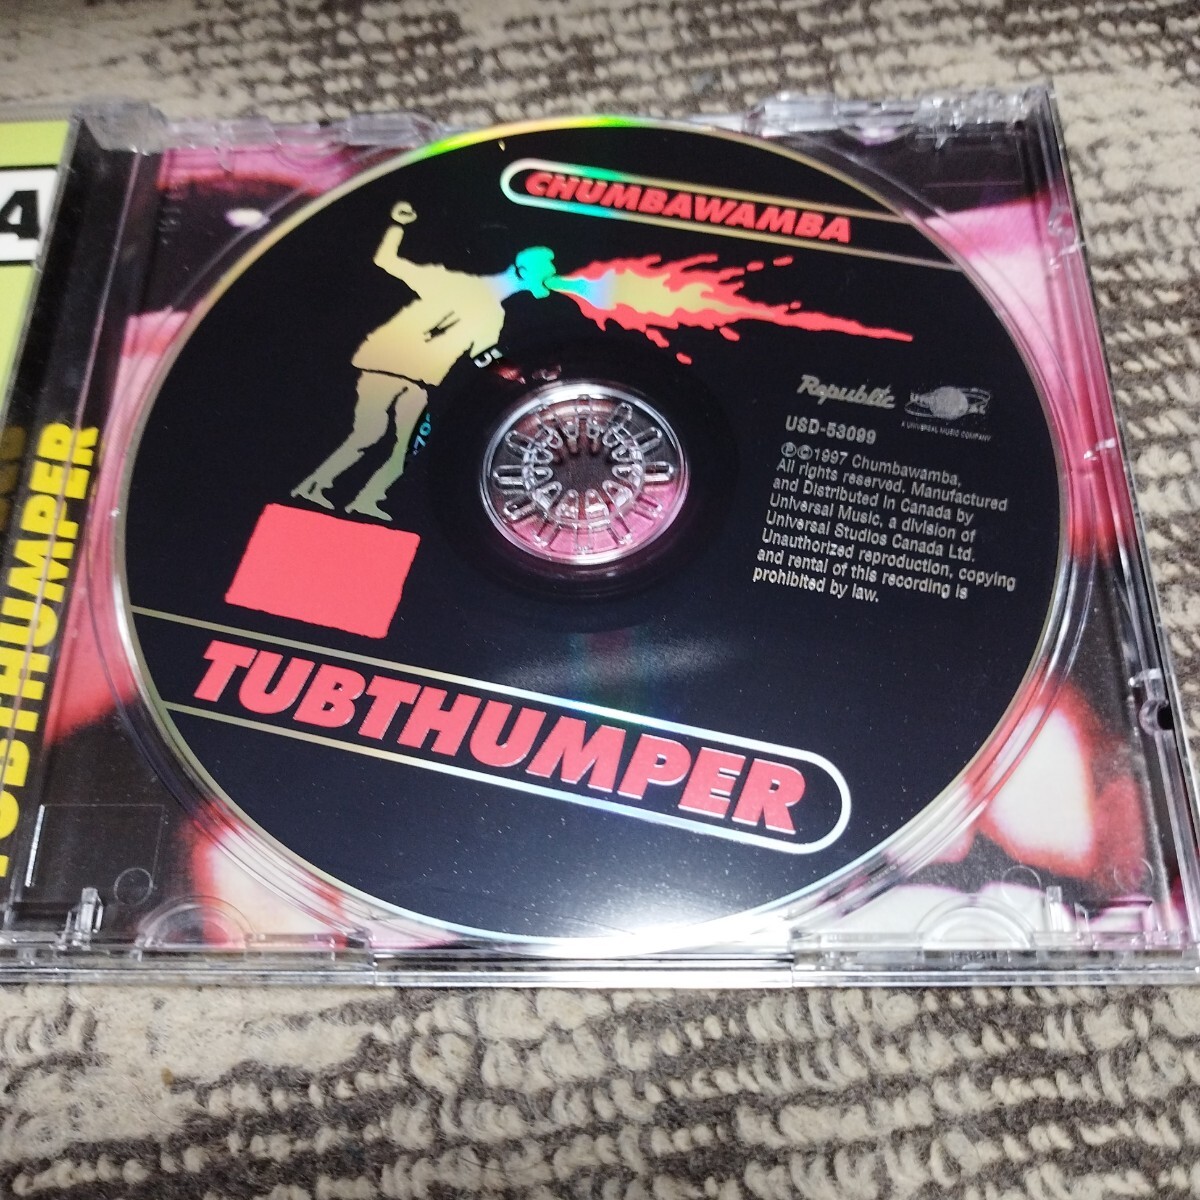 A
TUBTHUMPER
CHUMBAWAMBA
Republic
UNIVERSAL
A UNIVERSAL MUSIC COMPANY
USD-53099
Ⓟ©1997 Chumbawamba,
All rights reserved. Manufactured
and Distributed in Canada by
Universal Music, a division of
Universal Studios Canada Ltd.
Unauthorized reproduction, copying
and rental of this recording is
prohibited by law.
TUBTHUMPER